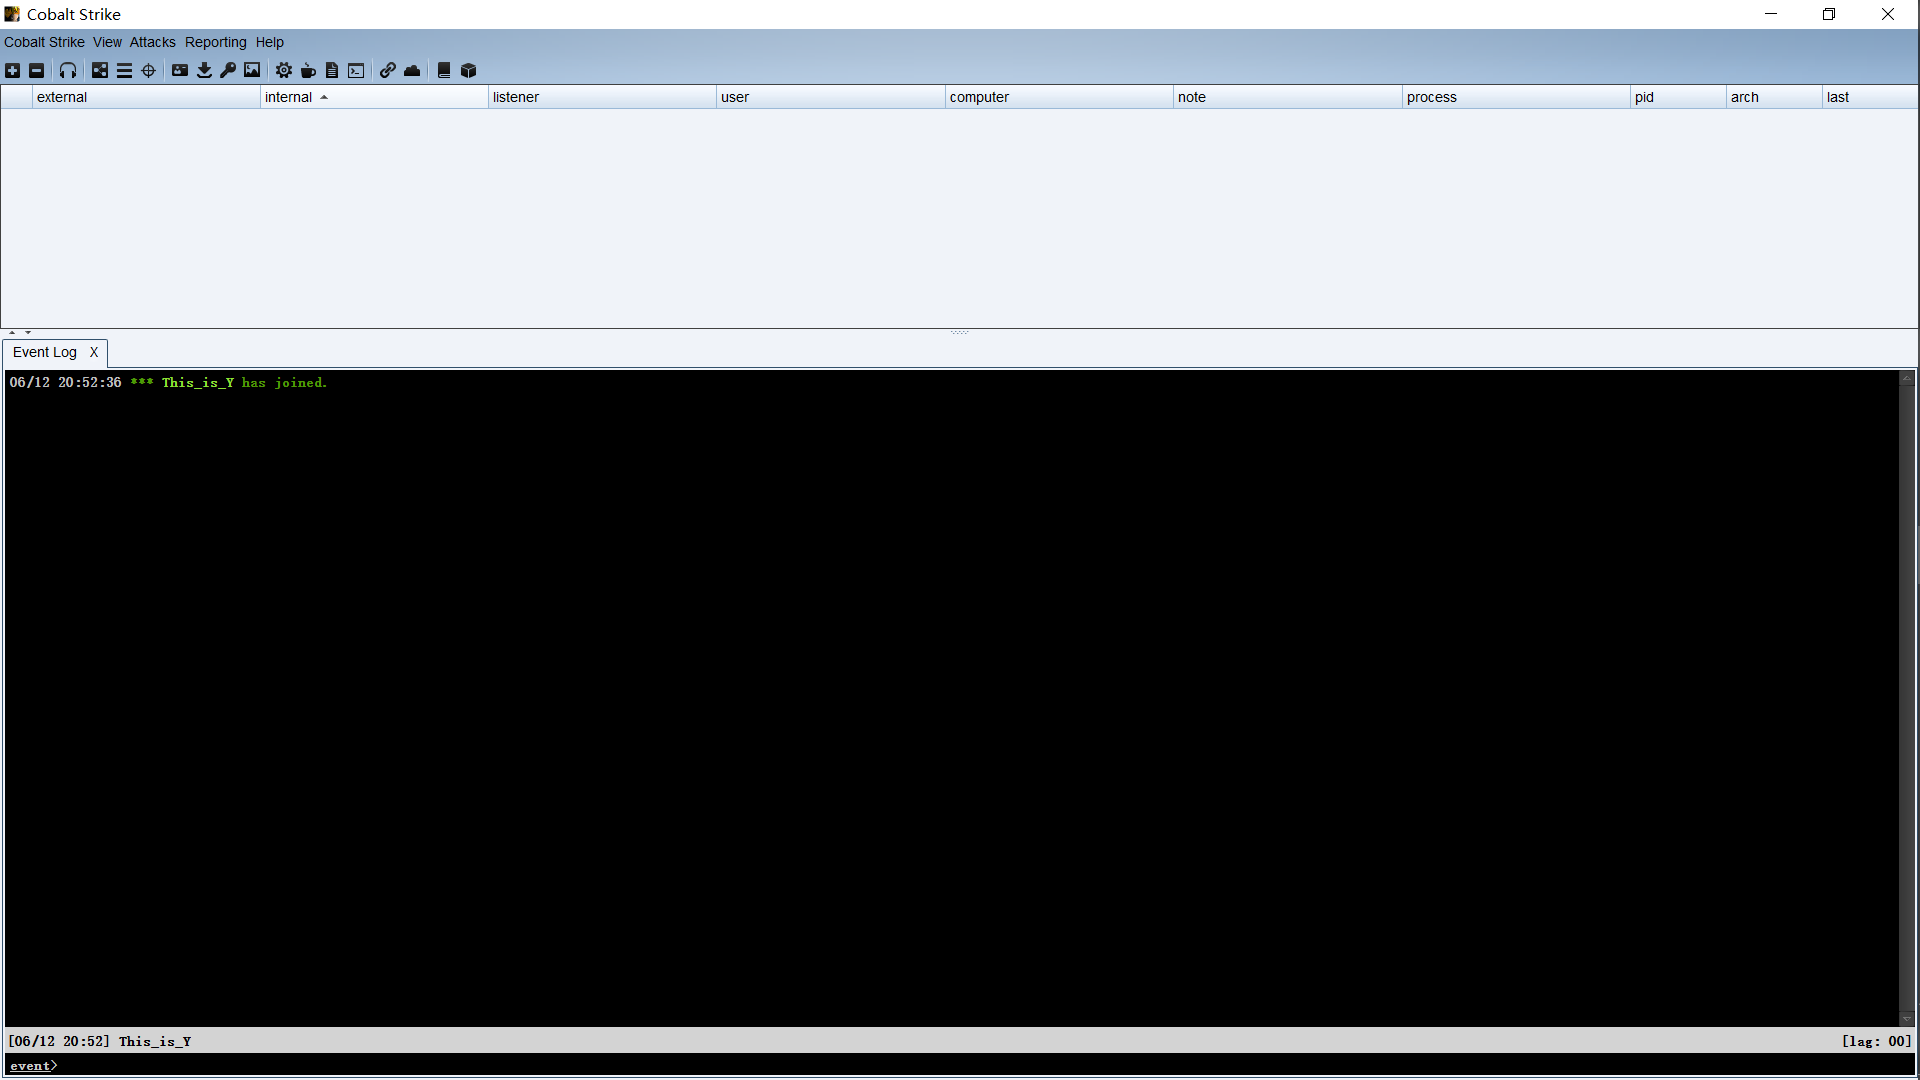 Cobalt Strike
Cobalt Strike View Attacks Reporting Help
external internal listener user computer note process pid arch last
Event Log X
06/12 20:52:36 *** This_is_Y has joined.
[06/12 20:52] This_is_Y [lag: 00]
event>